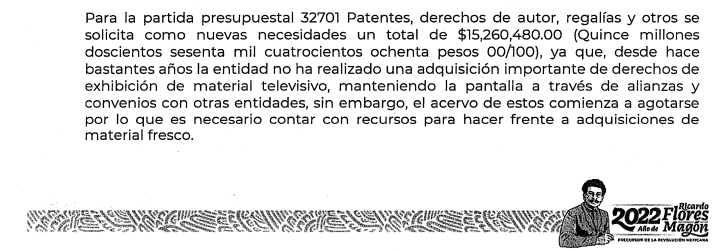 Para la partida presupuestal 32701 Patentes, derechos de autor, regalías y otros se
solicita como nuevas necesidades un total de $15,260,480.00 (Quince millones
doscientos sesenta mil cuatrocientos ochenta pesos 00/100), ya que, desde hace
bastantes años la entidad no ha realizado una adquisición importante de derechos de
exhibición de material televisivo, manteniendo la pantalla a través de alianzas y
convenios con otras entidades, sin embargo, el acervo de estos comienza a agotarse
por lo que es necesario contar con recursos para hacer frente a adquisiciones de
material fresco.
2022 Ricardo
Flores
Año de Magón
PRECURSOR DE LA REVOLUCIÓN MEXICANA